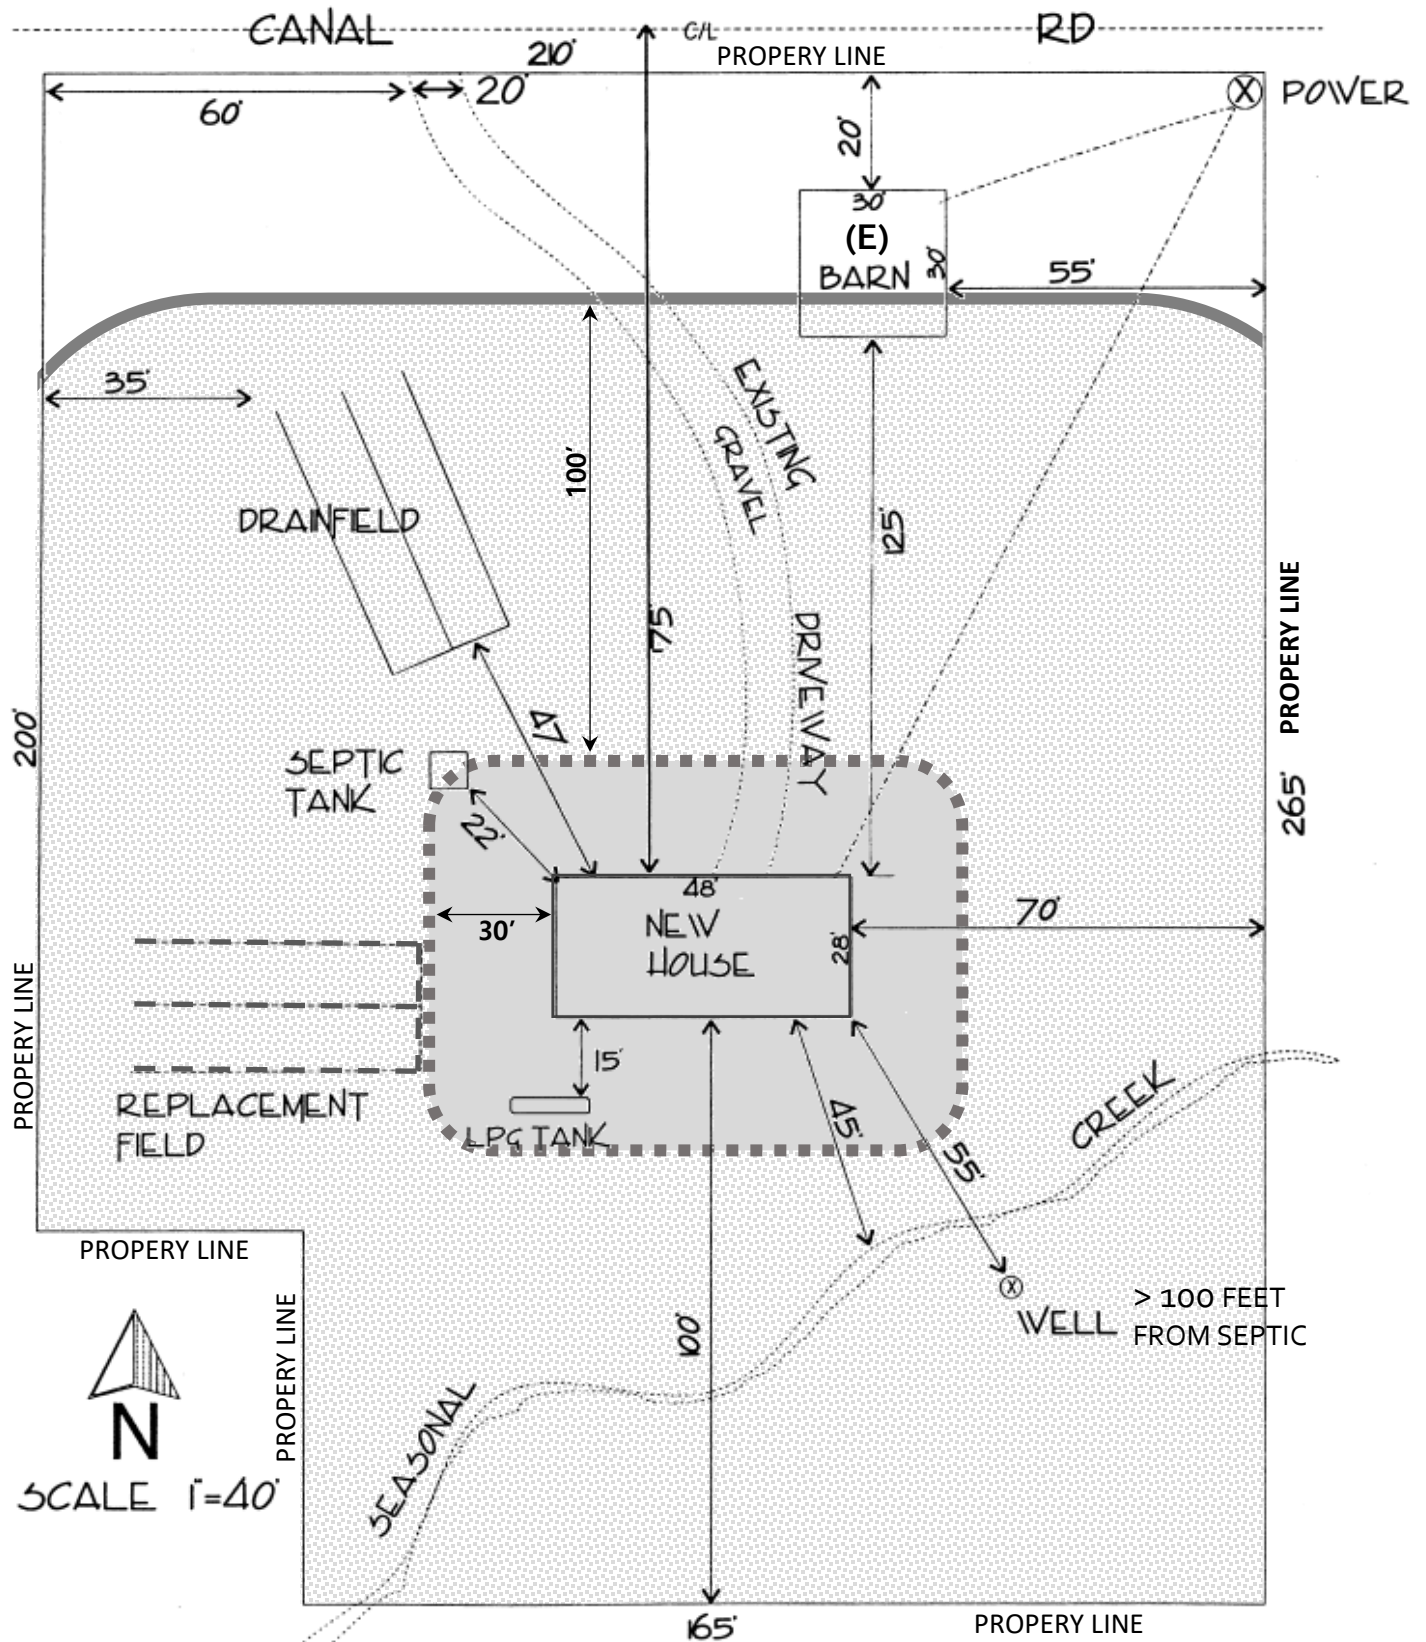 CANAL RD
C/L
210'
PROPERY LINE
60'
20'
POWER
20'
30'
(E)
BARN
30'
55'
35'
100'
EXISTING
GRAVEL
DRIVEWAY
DRAINFIELD
125'
75'
47
PROPERY LINE
200'
265'
SEPTIC
TANK
22'
48'
NEW
HOUSE
28'
30'
70'
PROPERY LINE
15'
LPG TANK
REPLACEMENT
FIELD
45'
55'
CREEK
PROPERY LINE
WELL
> 100 FEET
FROM SEPTIC
100'
PROPERY LINE
SEASONAL
N
SCALE 1"=40'
165'
PROPERY LINE